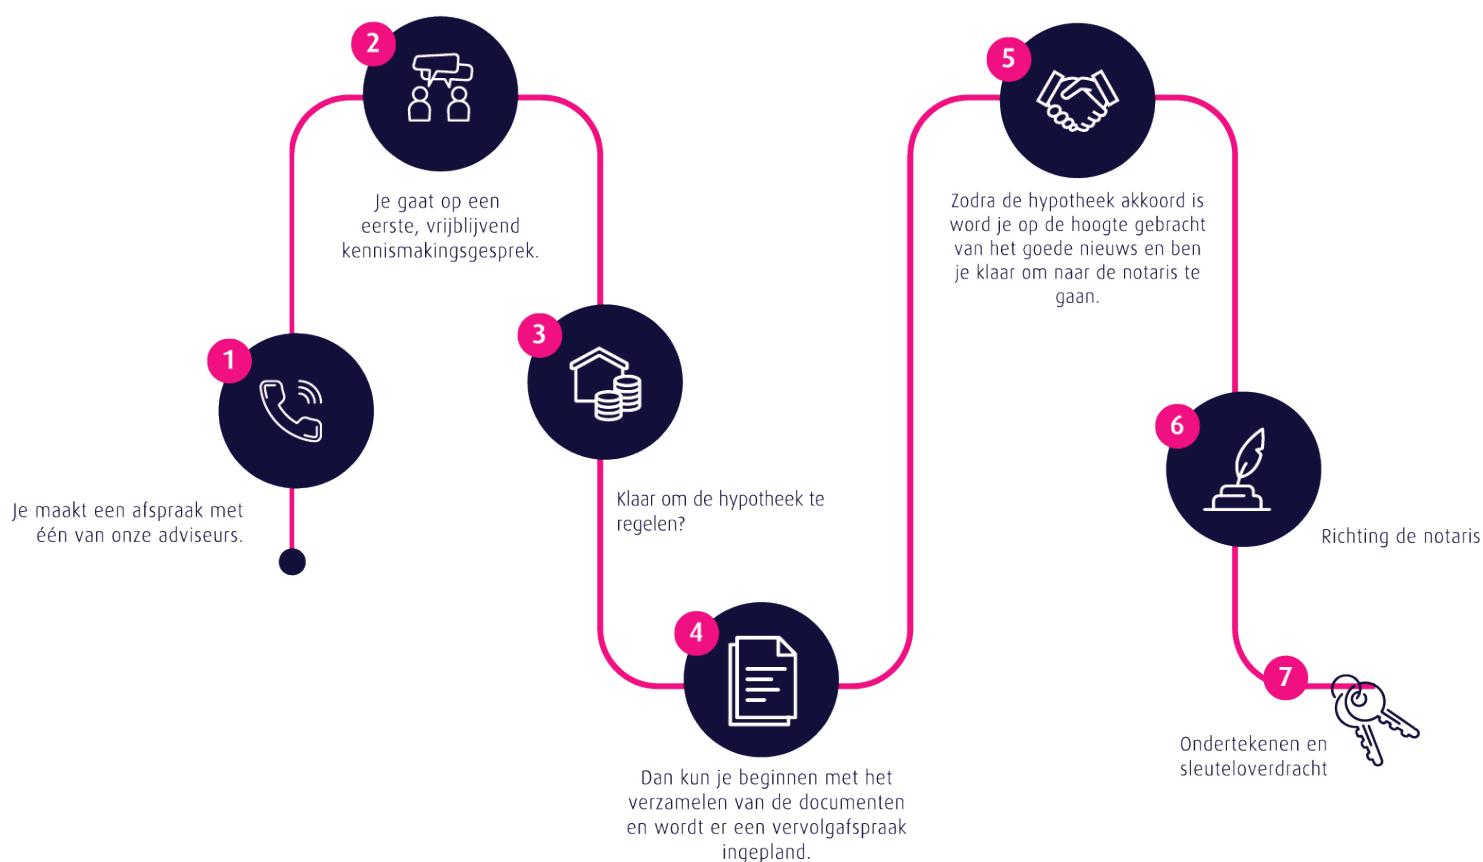 1
Je maakt een afspraak met
één van onze adviseurs.
2
Je gaat op een
eerste, vrijblijvend
kennismakingsgesprek.
3
Klaar om de hypotheek te
regelen?
4
Dan kun je beginnen met het
verzamelen van de documenten
en wordt er een vervolgafspraak
ingepland.
5
Zodra de hypotheek akkoord is
word je op de hoogte gebracht
van het goede nieuws en ben
je klaar om naar de notaris te
gaan.
6
Richting de notaris
7
Ondertekenen en
sleuteloverdracht